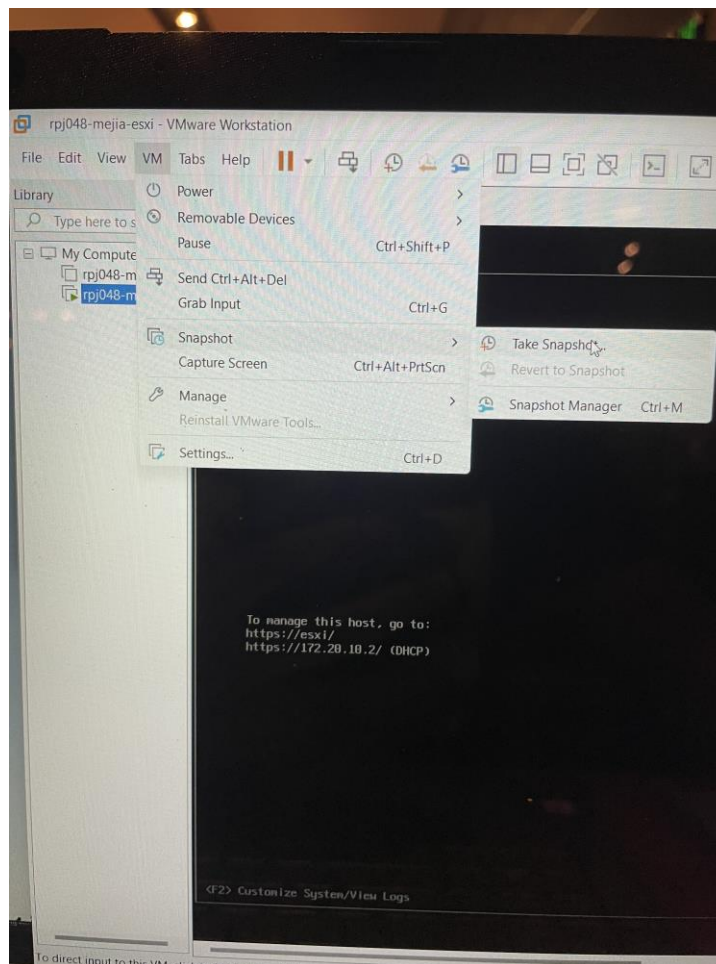 rpj048-mejia-esxi - VMware Workstation
File Edit View VM Tabs Help
Library
Type here to s
My Compute
rpj048-m
rpj048-m
Power
Removable Devices
Pause Ctrl+Shift+P
Send Ctrl+Alt+Del
Grab Input Ctrl+G
Snapshot
Capture Screen Ctrl+Alt+PrtScn
Manage
Reinstall VMware Tools...
Settings... Ctrl+D
Take Snapshot...
Revert to Snapshot
Snapshot Manager Ctrl+M
To manage this host, go to:
https://esxi/
https://172.20.10.2/ (DHCP)
<F2> Customize System/View Logs
To direct input to this VM